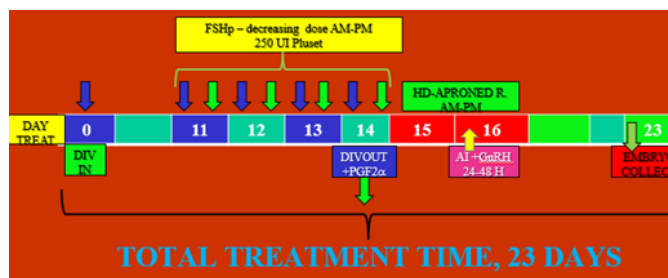 FSHp – decreasing dose AM-PM
250 UI Pluset
HD-APRONED R.
AM-PM
DAY
TREAT
0
11
12
13
14
15
16
23
DIV
IN
DIVOUT
+PGF2α
AI +GnRH
24-48 H
EMBRYO
COLLEC
TOTAL TREATMENT TIME, 23 DAYS